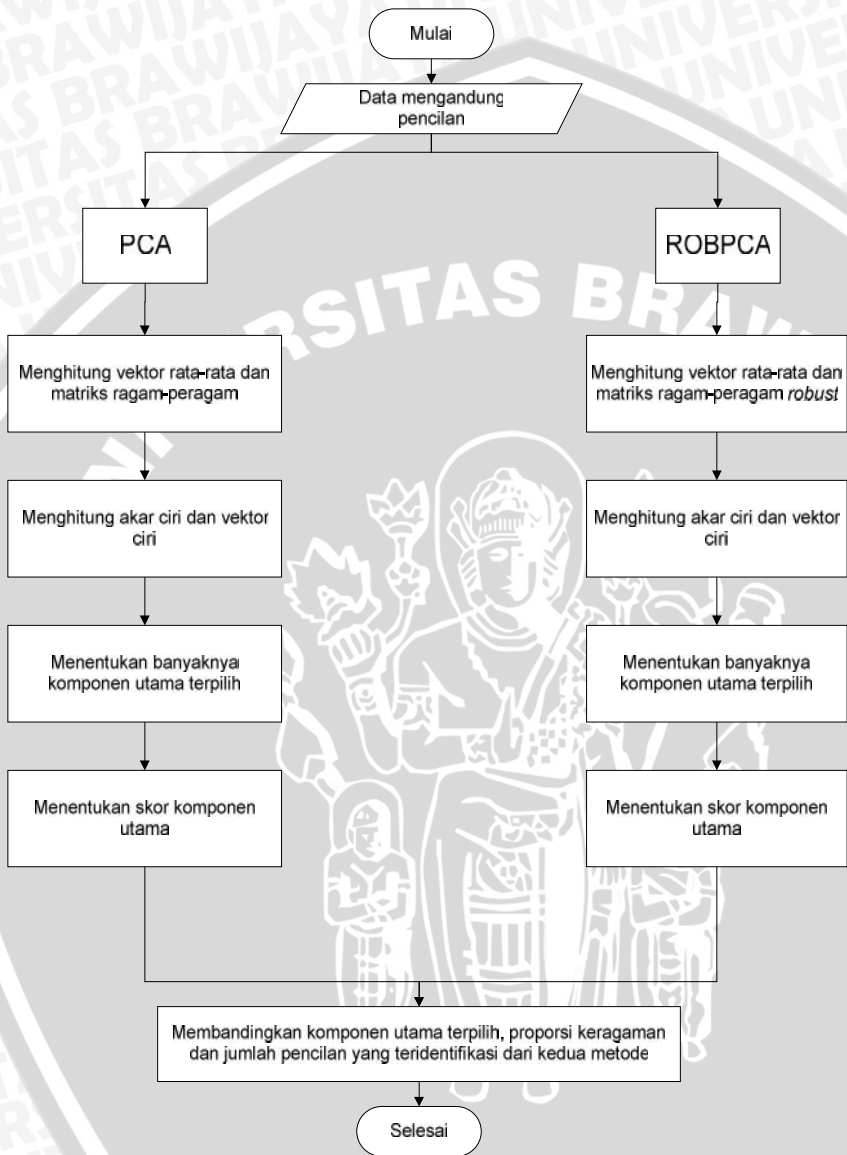 Mulai
Data mengandung
pencilan
PCA
ROBPCA
Menghitung vektor rata-rata dan
matriks ragam-peragam
Menghitung vektor rata-rata dan
matriks ragam-peragam robust
Menghitung akar ciri dan vektor
ciri
Menghitung akar ciri dan vektor
ciri
Menentukan banyaknya
komponen utama terpilih
Menentukan banyaknya
komponen utama terpilih
Menentukan skor komponen
utama
Menentukan skor komponen
utama
Membandingkan komponen utama terpilih, proporsi keragaman
dan jumlah pencilan yang teridentifikasi dari kedua metode
Selesai